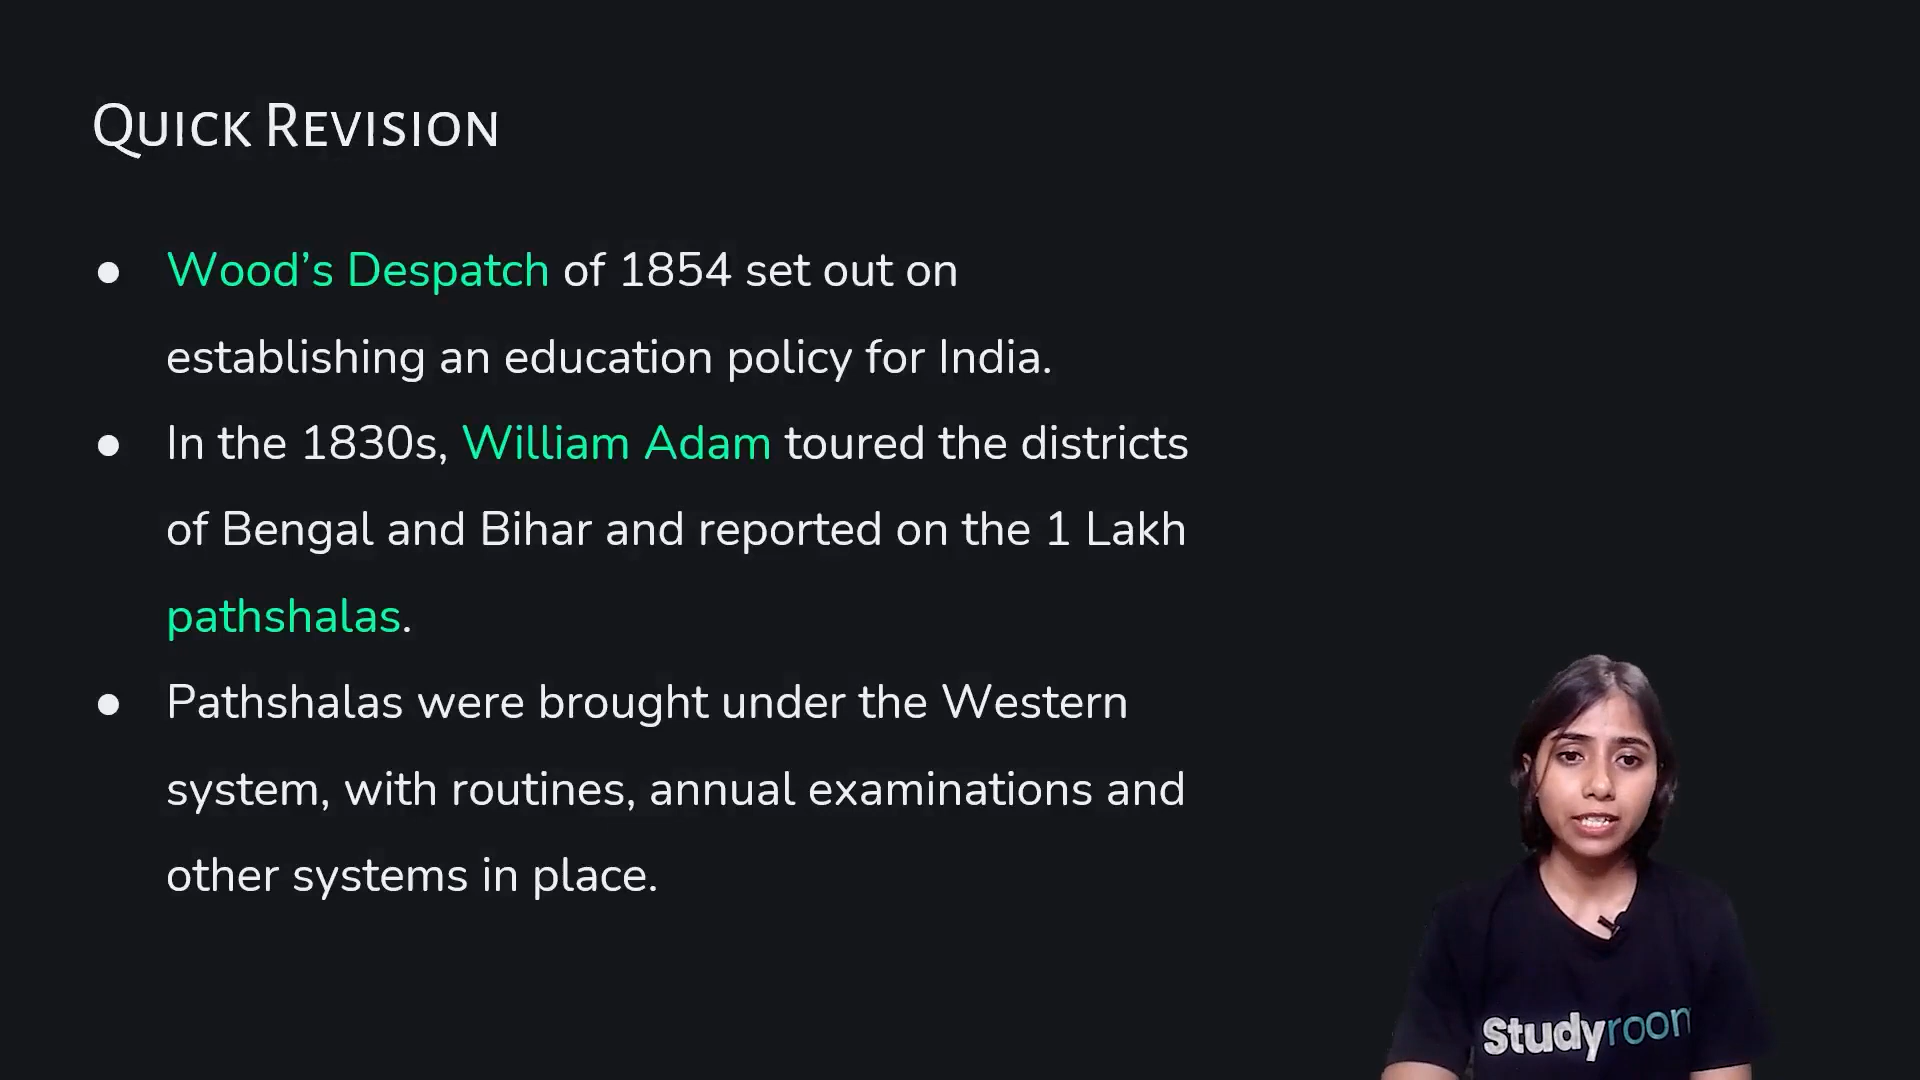 Quick Revision
● Wood’s Despatch of 1854 set out on
establishing an education policy for India.
● In the 1830s, William Adam toured the districts
of Bengal and Bihar and reported on the 1 Lakh
pathshalas.
● Pathshalas were brought under the Western
system, with routines, annual examinations and
other systems in place.
Studyroom